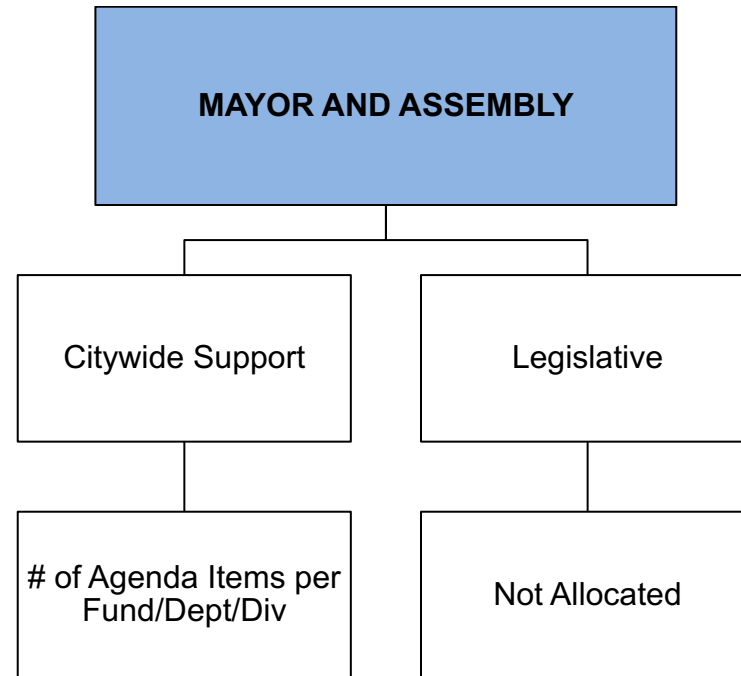 MAYOR AND ASSEMBLY
Citywide Support
Legislative
# of Agenda Items per
Fund/Dept/Div
Not Allocated